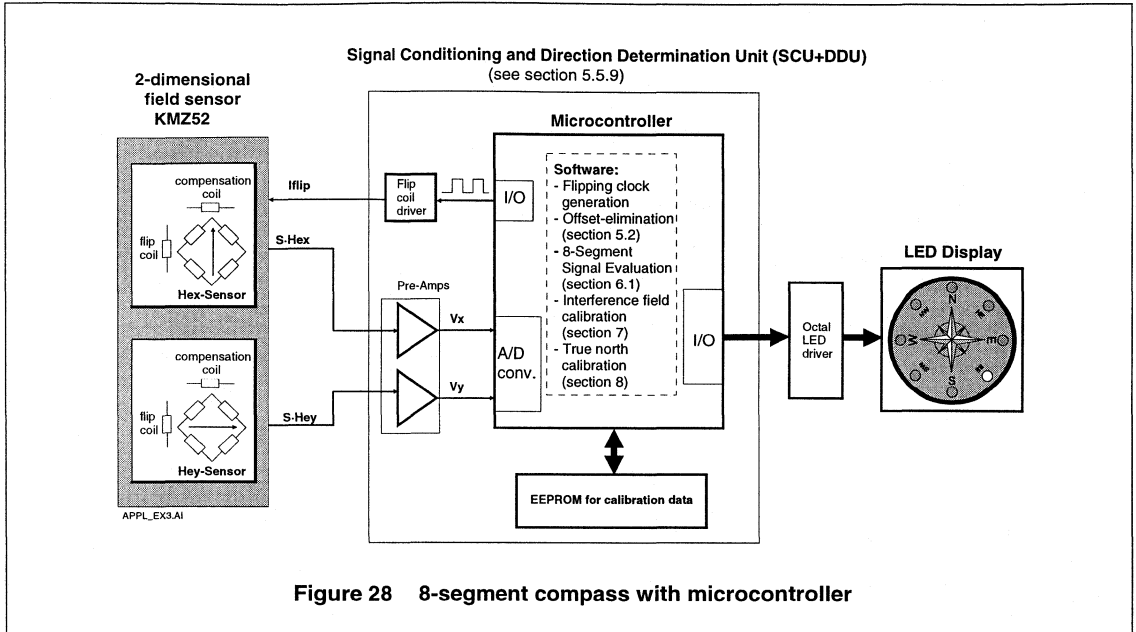 Signal Conditioning and Direction Determination Unit (SCU+DDU)
(see section 5.5.9)
2-dimensional
field sensor
KMZ52
compensation
coil
flip
coil
Hex-Sensor
compensation
coil
flip
coil
Hey-Sensor
APPL_EX3.AI
Iflip
S·Hex
S·Hey
Flip
coil
driver
Pre-Amps
Vx
Vy
Microcontroller
I/O
A/D
conv.
Software:
- Flipping clock
generation
- Offset-elimination
(section 5.2)
- 8-Segment
Signal Evaluation
(section 6.1)
- Interference field
calibration
(section 7)
- True north
calibration
(section 8)
I/O
EEPROM for calibration data
Octal
LED
driver
LED Display
N
E
S
W
Figure 28 8-segment compass with microcontroller